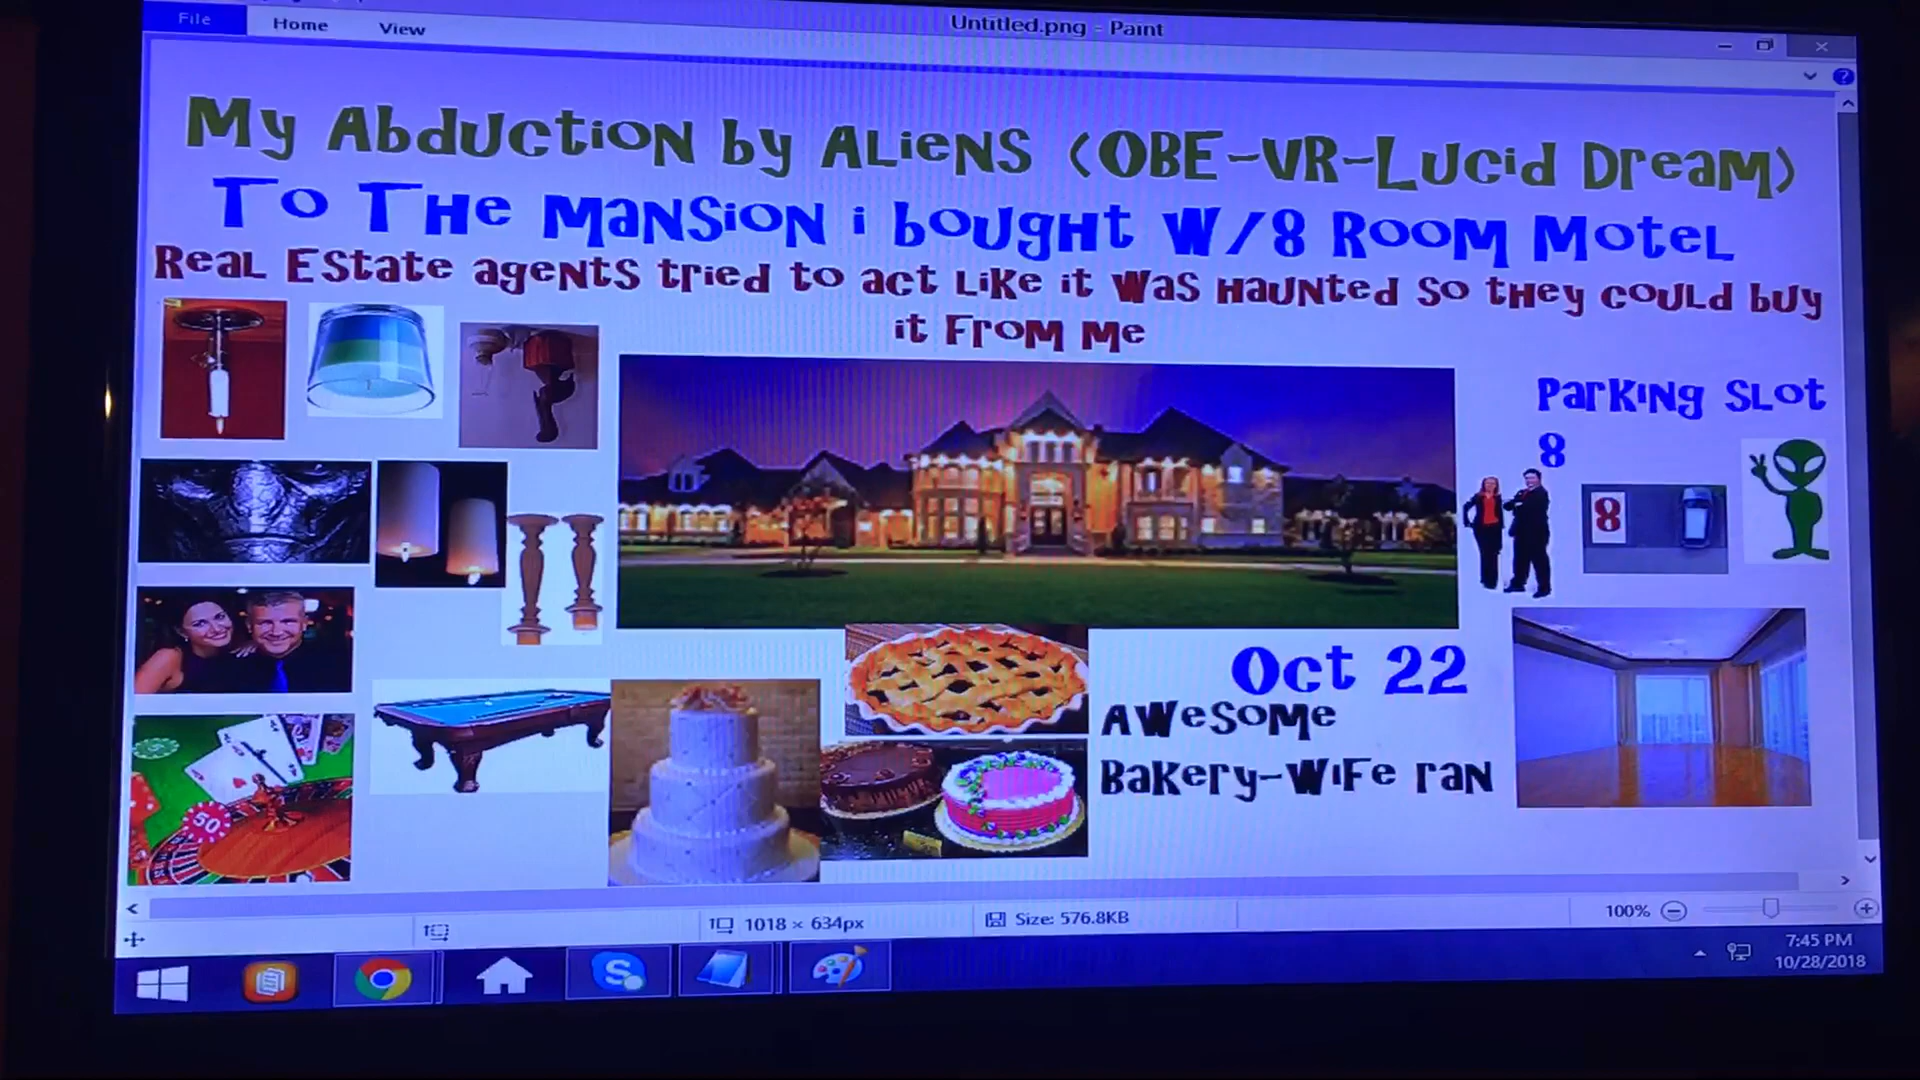 Untitled.png - Paint
File Home View
My Abduction by Aliens (OBE-VR-Lucid Dream)
To The Mansion i bought w/8 Room Motel
Real Estate agents tried to act like it was haunted so they could buy
it from me
Parking Slot
8
8
Oct 22
Awesome
Bakery-Wife ran
50
1018 × 634px
Size: 576.8KB
100%
7:45 PM
10/28/2018